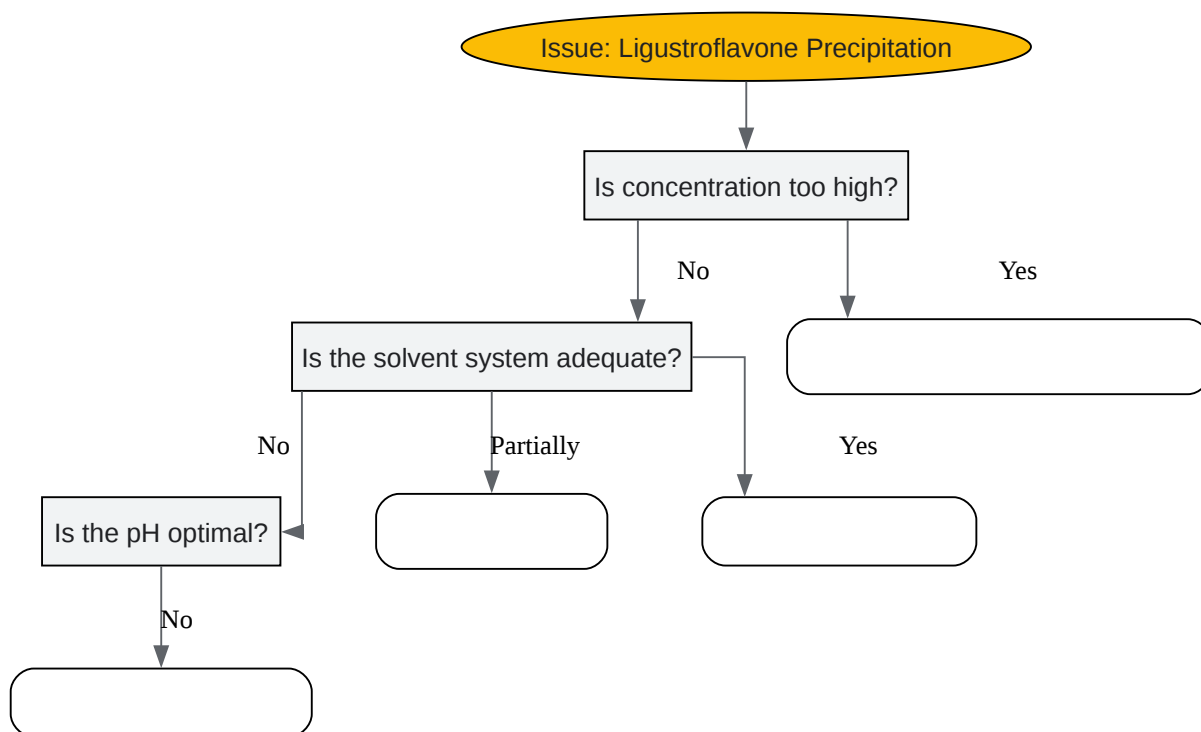 Issue: Ligustroflavone Precipitation
Is concentration too high?
No
Yes
Is the solvent system adequate?
No
Partially
Yes
Is the pH optimal?
No